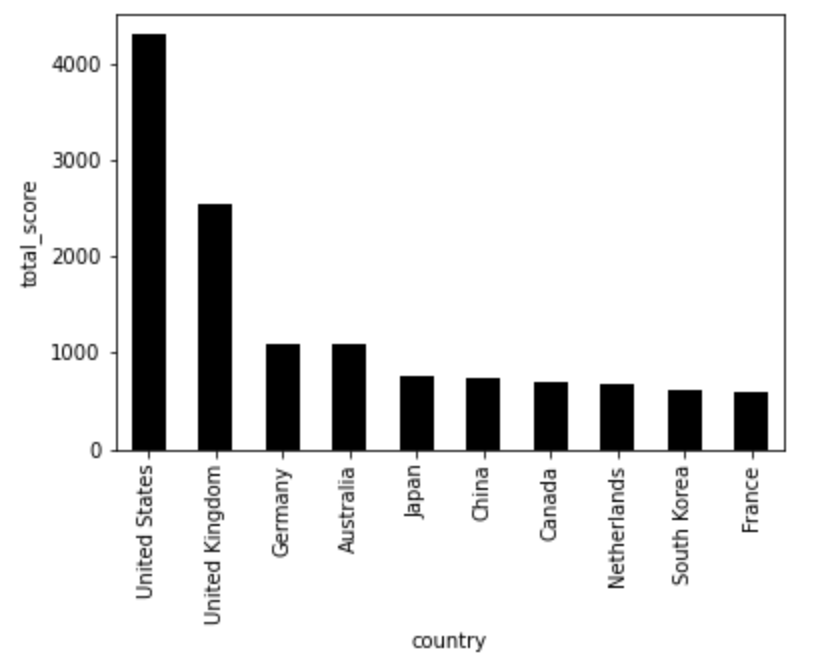 4000
3000
2000
1000
0
total_score
United States
United Kingdom
Germany
Australia
Japan
China
Canada
Netherlands
South Korea
France
country